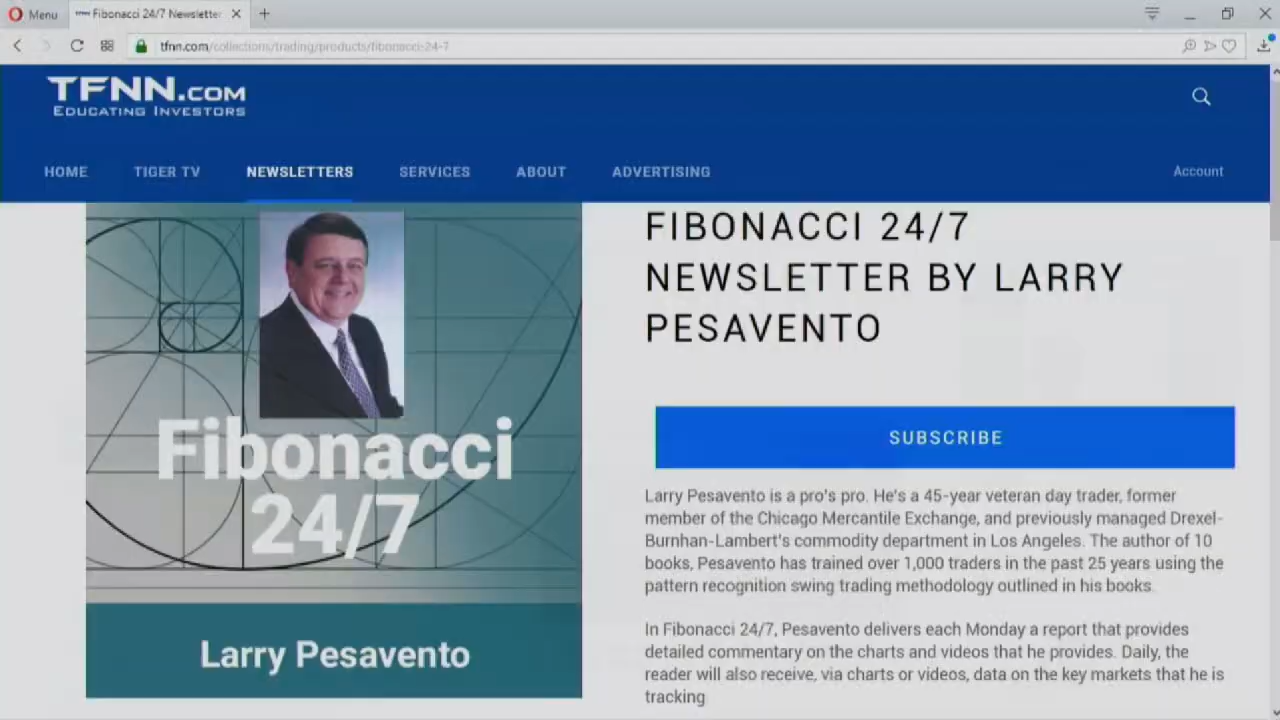 Menu
Fibonacci 24/7 Newsletter
tfnn.com/collections/trading/products/fibonacci-24-7
TFNN.COM
EDUCATING INVESTORS
HOME
TIGER TV
NEWSLETTERS
SERVICES
ABOUT
ADVERTISING
Account
Fibonacci
24/7
Larry Pesavento
FIBONACCI 24/7
NEWSLETTER BY LARRY
PESAVENTO
SUBSCRIBE
Larry Pesavento is a pro's pro. He's a 45-year veteran day trader, former
member of the Chicago Mercantile Exchange, and previously managed Drexel-
Burnhan-Lambert's commodity department in Los Angeles. The author of 10
books, Pesavento has trained over 1,000 traders in the past 25 years using the
pattern recognition swing trading methodology outlined in his books.
In Fibonacci 24/7, Pesavento delivers each Monday a report that provides
detailed commentary on the charts and videos that he provides. Daily, the
reader will also receive, via charts or videos, data on the key markets that he is
tracking